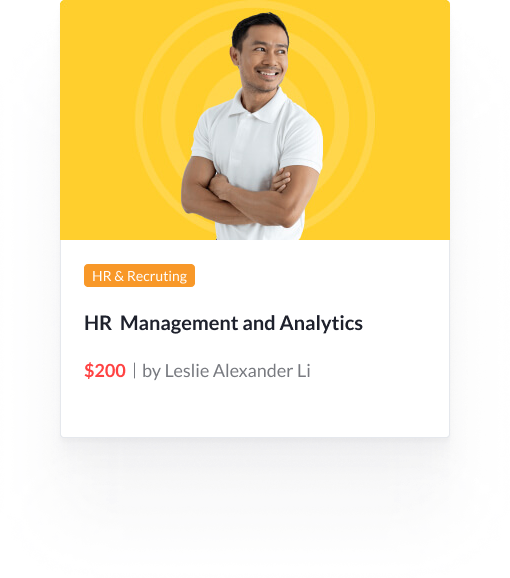 HR & Recruting
HR Management and Analytics
$200 | by Leslie Alexander Li